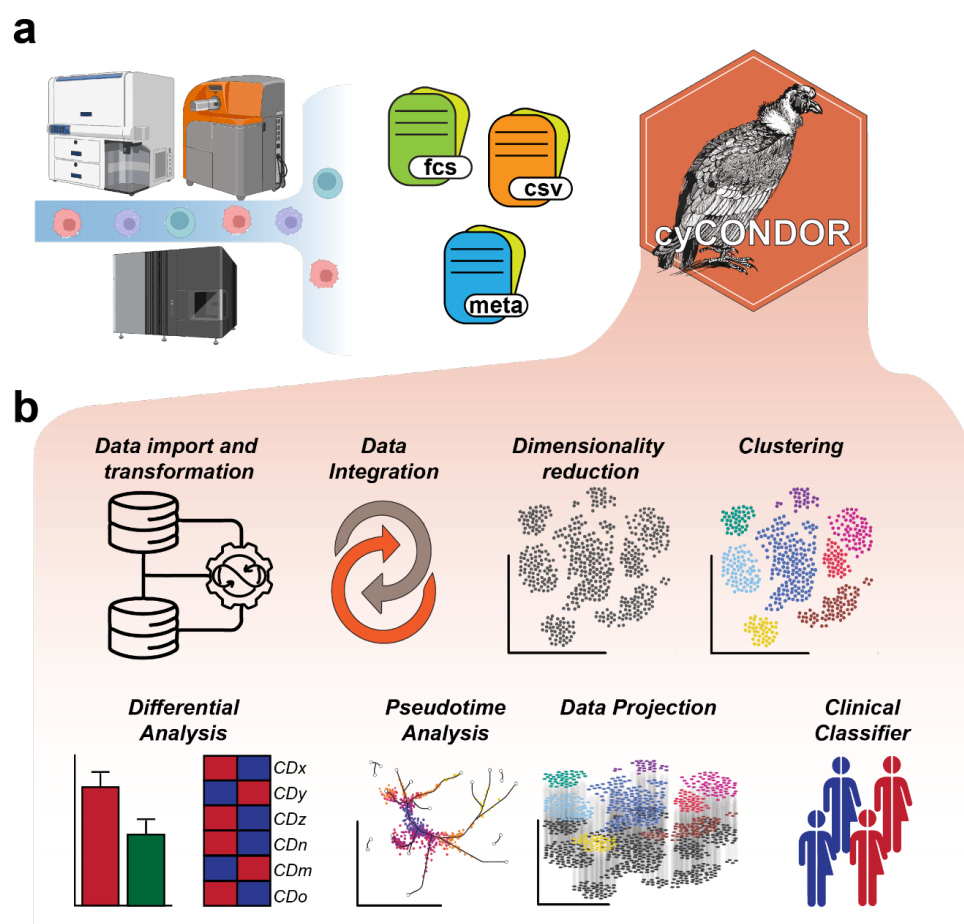 a
fcs
csv
meta
cyCONDOR
b
Data import and
transformation
Data
Integration
Dimensionality
reduction
Clustering
Differential
Analysis
CDx
CDy
CDz
CDn
CDm
CDo
Pseudotime
Analysis
Data Projection
Clinical
Classifier